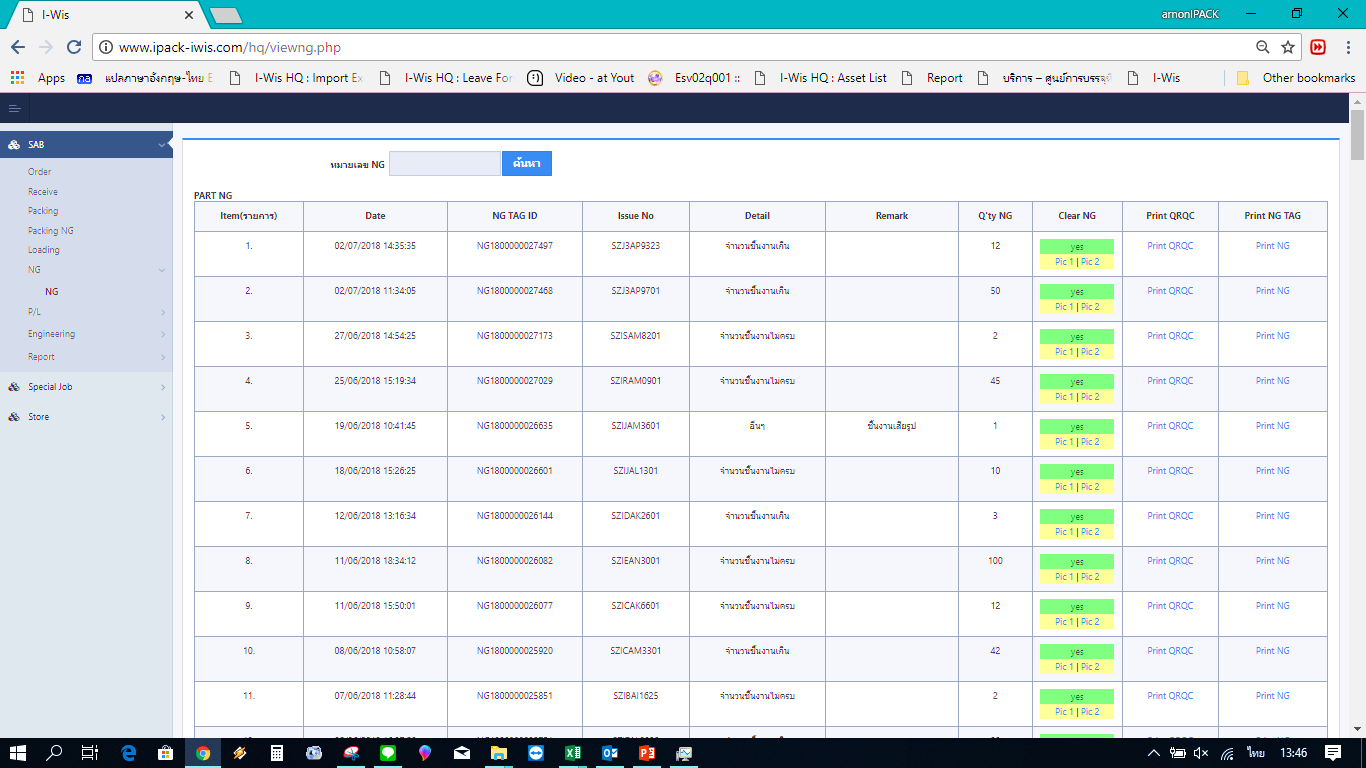 I-Wis
arnonIPACK
www.ipack-iwis.com/hq/viewng.php
Apps
แปลภาษาอังกฤษ-ไทย E
I-Wis HQ : Import Ex
I-Wis HQ : Leave For
Video - at Yout
Esv02q001 ::
I-Wis HQ : Asset List
Report
บริการ – ศูนย์การบรรจุภั
I-Wis
Other bookmarks
SAB
Order
Receive
Packing
Packing NG
Loading
NG
NG
P/L
Engineering
Report
Special Job
Store
หมายเลข NG ค้นหา
PART NG
Item(รายการ) Date NG TAG ID Issue No Detail Remark Q'ty NG Clear NG Print QRQC Print NG TAG
1. 02/07/2018 14:35:35 NG1800000027497 SZJ3AP9323 จำนวนชิ้นงานเกิน 12 yes Print QRQC Print NG
Pic 1 | Pic 2
2. 02/07/2018 11:34:05 NG1800000027468 SZJ3AP9701 จำนวนชิ้นงานเกิน 50 yes Print QRQC Print NG
Pic 1 | Pic 2
3. 27/06/2018 14:54:25 NG1800000027173 SZISAM8201 จำนวนชิ้นงานไม่ครบ 2 yes Print QRQC Print NG
Pic 1 | Pic 2
4. 25/06/2018 15:19:34 NG1800000027029 SZIRAM0901 จำนวนชิ้นงานไม่ครบ 45 yes Print QRQC Print NG
Pic 1 | Pic 2
5. 19/06/2018 10:41:45 NG1800000026635 SZIJAM3601 อื่นๆ ชิ้นงานเสียรูป 1 yes Print QRQC Print NG
Pic 1 | Pic 2
6. 18/06/2018 15:26:25 NG1800000026601 SZIJAL1301 จำนวนชิ้นงานไม่ครบ 10 yes Print QRQC Print NG
Pic 1 | Pic 2
7. 12/06/2018 13:16:34 NG1800000026144 SZIDAK2601 จำนวนชิ้นงานเกิน 3 yes Print QRQC Print NG
Pic 1 | Pic 2
8. 11/06/2018 18:34:12 NG1800000026082 SZIEAN3001 จำนวนชิ้นงานไม่ครบ 100 yes Print QRQC Print NG
Pic 1 | Pic 2
9. 11/06/2018 15:50:01 NG1800000026077 SZICAK6601 จำนวนชิ้นงานไม่ครบ 12 yes Print QRQC Print NG
Pic 1 | Pic 2
10. 08/06/2018 10:58:07 NG1800000025920 SZICAM3301 จำนวนชิ้นงานเกิน 42 yes Print QRQC Print NG
Pic 1 | Pic 2
11. 07/06/2018 11:28:44 NG1800000025851 SZIBAI1625 จำนวนชิ้นงานไม่ครบ 2 yes Print QRQC Print NG
Pic 1 | Pic 2
ไทย 13:46